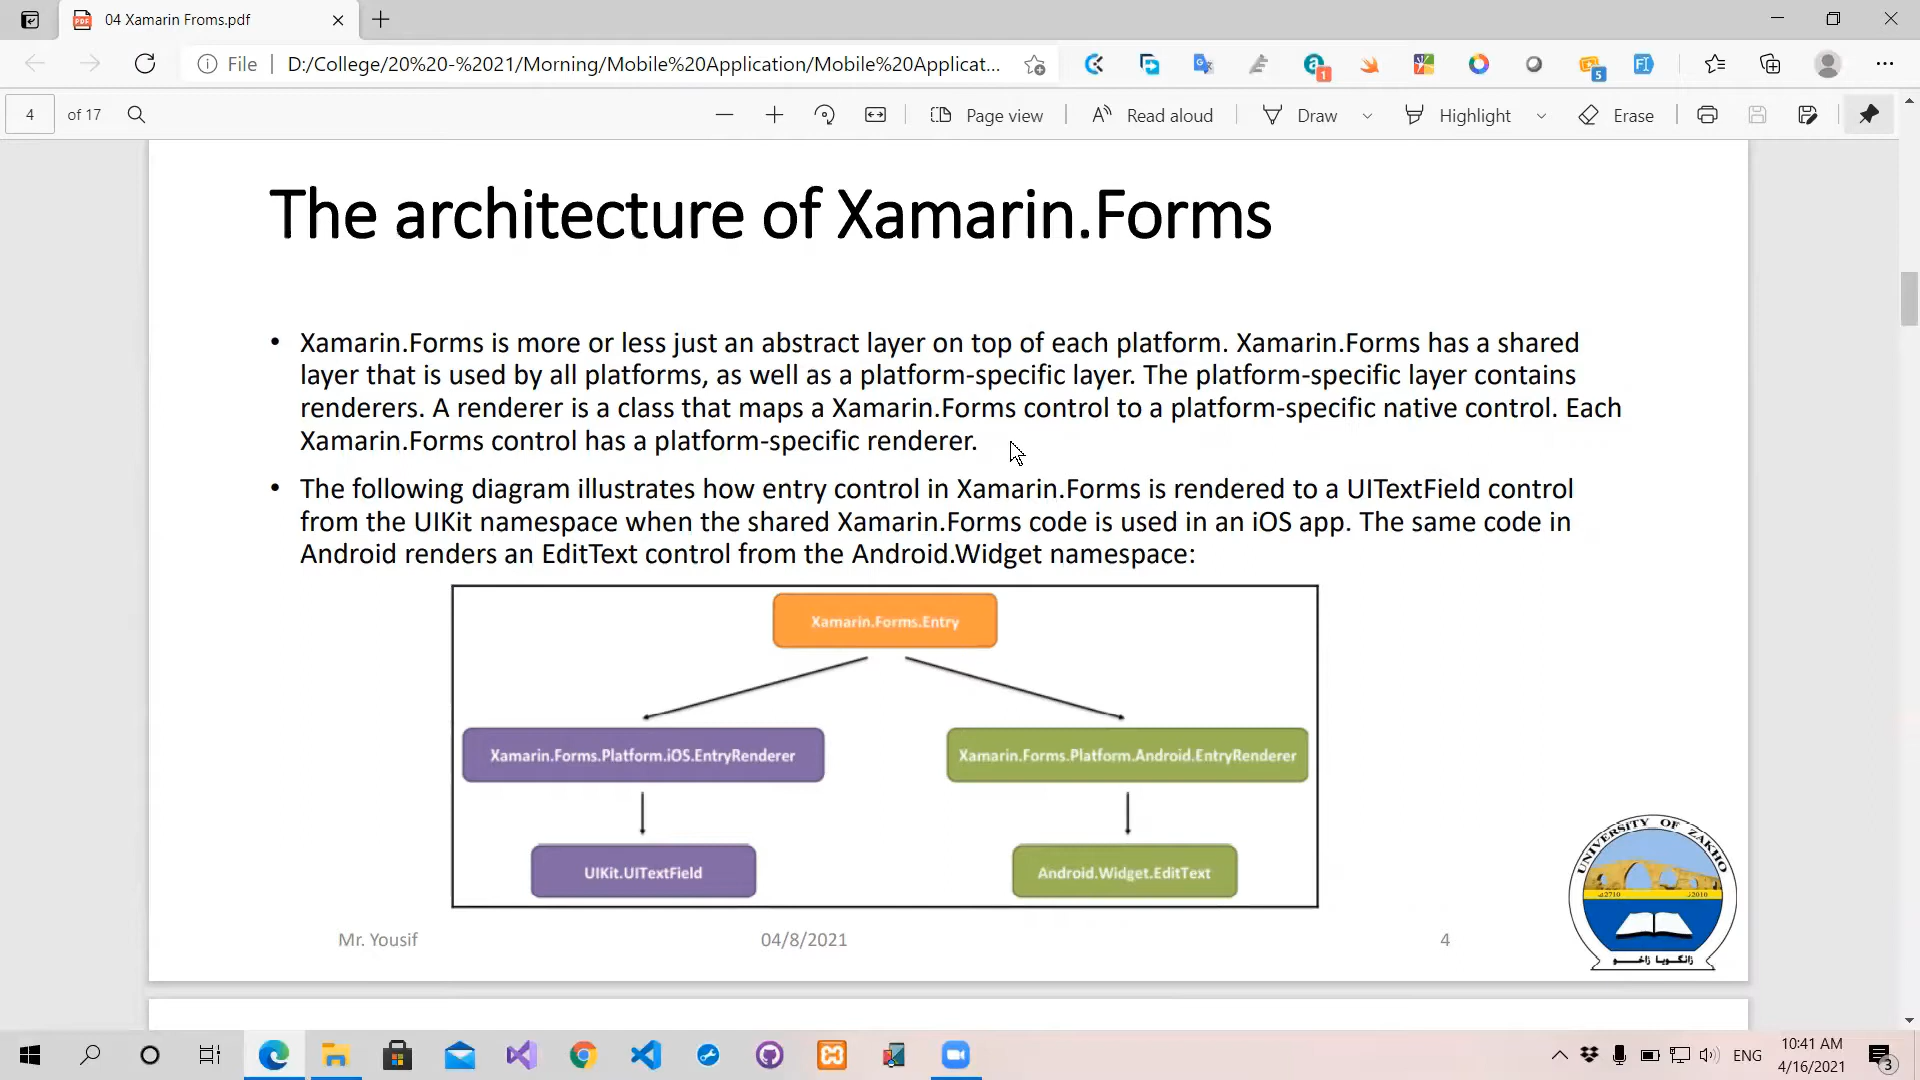 04 Xamarin Froms.pdf
File
D:/College/20%20-%2021/Morning/Mobile%20Application/Mobile%20Applicat...
1
5
4
of 17
Page view
Read aloud
Draw
Highlight
Erase
The architecture of Xamarin.Forms
• Xamarin.Forms is more or less just an abstract layer on top of each platform. Xamarin.Forms has a shared
layer that is used by all platforms, as well as a platform-specific layer. The platform-specific layer contains
renderers. A renderer is a class that maps a Xamarin.Forms control to a platform-specific native control. Each
Xamarin.Forms control has a platform-specific renderer.
• The following diagram illustrates how entry control in Xamarin.Forms is rendered to a UITextField control
from the UIKit namespace when the shared Xamarin.Forms code is used in an iOS app. The same code in
Android renders an EditText control from the Android.Widget namespace:
Xamarin.Forms.Entry
Xamarin.Forms.Platform.iOS.EntryRenderer
Xamarin.Forms.Platform.Android.EntryRenderer
UIKit.UITextField
Android.Widget.EditText
UNIVERSITY OF ZAKHO
زانكویا زاخـــو
Mr. Yousif
04/8/2021
4
ENG
10:41 AM
4/16/2021
3